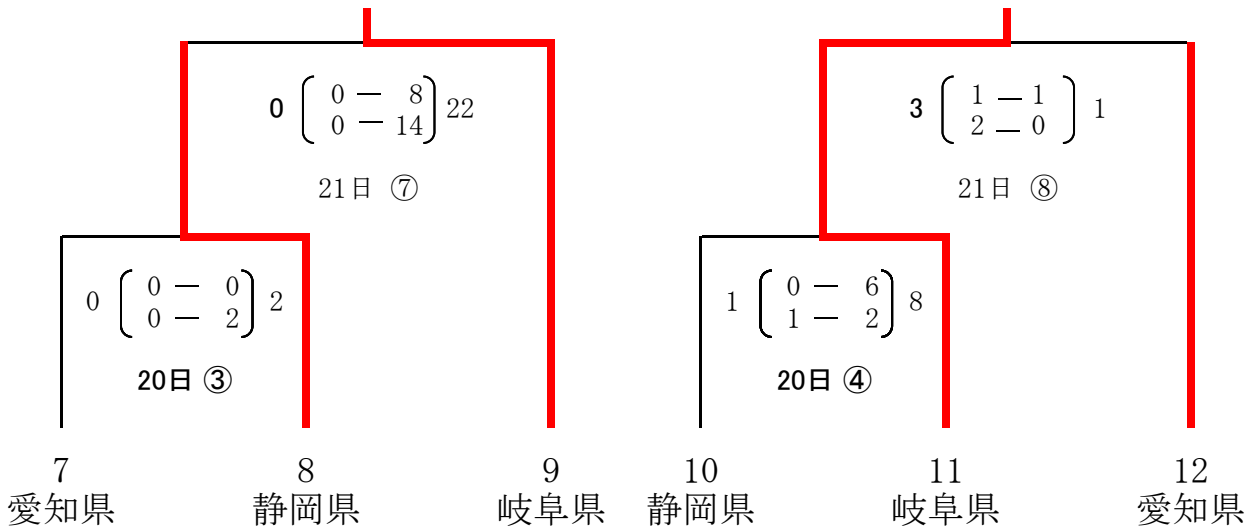 0 0 — 8 22
0 — 14
21日 ⑦
3 1 — 1 1
2 — 0
21日 ⑧
0 0 — 0 2
0 — 2
20日 ③
1 0 — 6 8
1 — 2
20日 ④
7 8 9 10 11 12
愛知県 静岡県 岐阜県 静岡県 岐阜県 愛知県